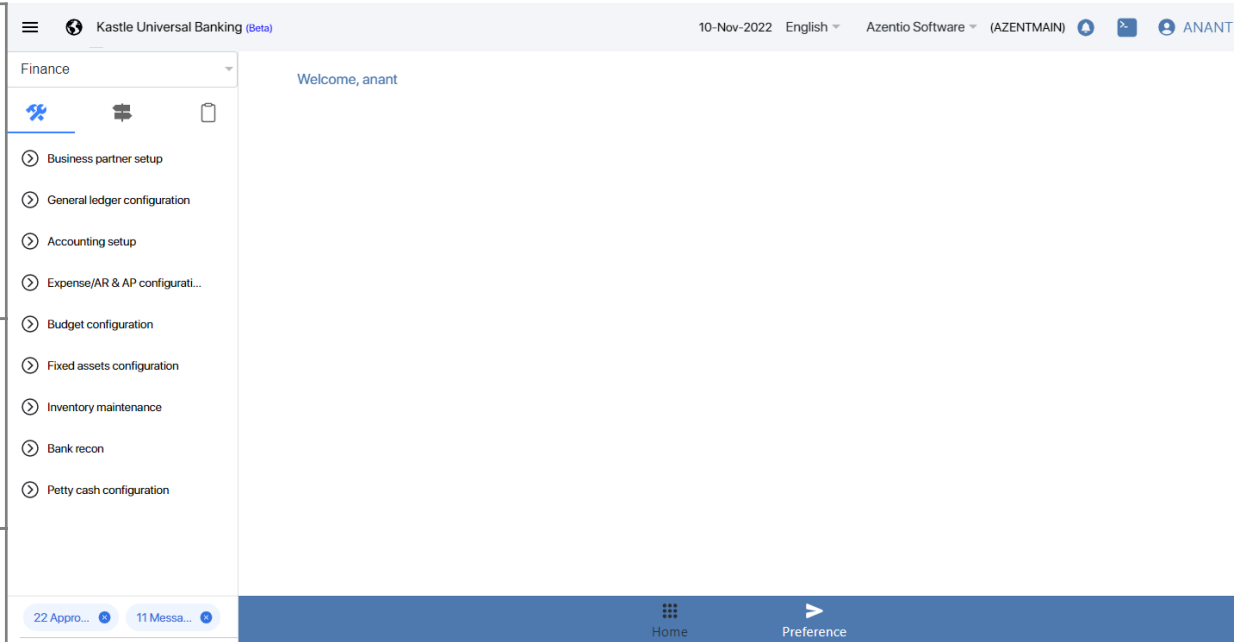 Kastle Universal Banking (Beta) 10-Nov-2022 English Azentio Software (AZENTMAIN) ANANT
Finance
Welcome, anant
Business partner setup
General ledger configuration
Accounting setup
Expense/AR & AP configurati...
Budget configuration
Fixed assets configuration
Inventory maintenance
Bank recon
Petty cash configuration
22 Appro... 11 Messa...
Home Preference